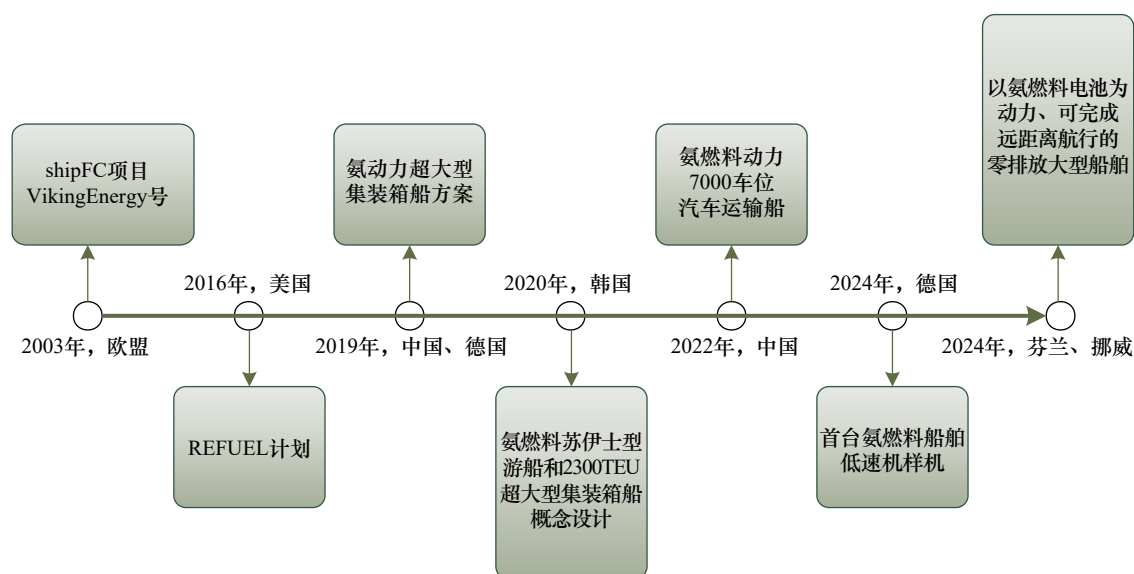 shipFC项目
VikingEnergy号
2003年，欧盟
2016年，美国
REFUEL计划
氨动力超大型
集装箱船方案
2019年，中国、德国
2020年，韩国
氨燃料苏伊士型
游船和2300TEU
超大型集装箱船
概念设计
氨燃料动力
7000车位
汽车运输船
2022年，中国
2024年，德国
首台氨燃料船舶
低速机样机
以氨燃料电池为
动力、可完成
远距离航行的
零排放大型船舶
2024年，芬兰、挪威